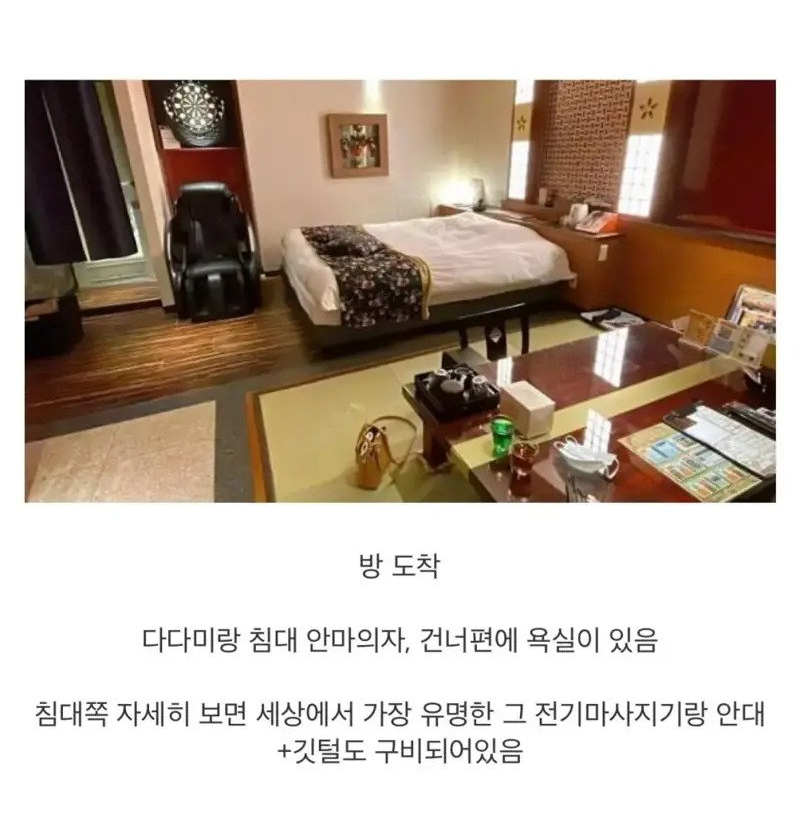 방 도착
다다미랑 침대 안마의자, 건너편에 욕실이 있음
침대쪽 자세히 보면 세상에서 가장 유명한 그 전기마사지기랑 안대
+깃털도 구비되어있음